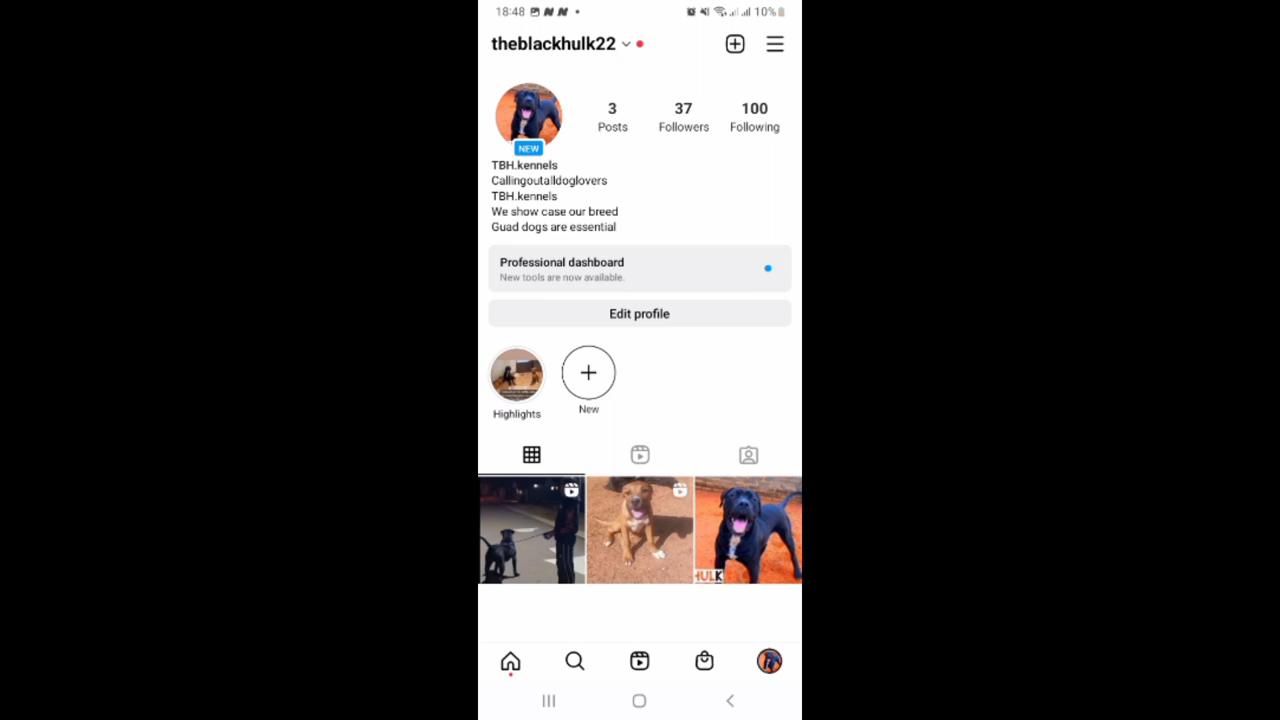 18:48
10%
theblackhulk22
3
37
100
Posts
Followers
Following
NEW
TBH.kennels
Callingoutalldoglovers
TBH.kennels
We show case our breed
Guad dogs are essential
Professional dashboard
New tools are now available.
Edit profile
Highlights
New
HULK